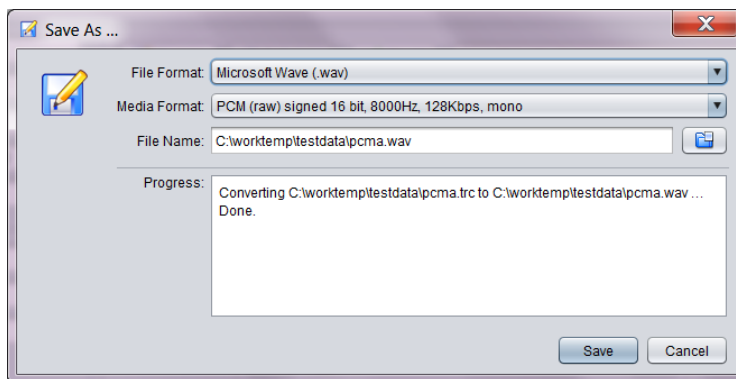 Save As ...
File Format: Microsoft Wave (.wav)
Media Format: PCM (raw) signed 16 bit, 8000Hz, 128Kbps, mono
File Name: C:\worktemp\testdata\pcma.wav
Progress: Converting C:\worktemp\testdata\pcma.trc to C:\worktemp\testdata\pcma.wav ...
Done.
Save Cancel